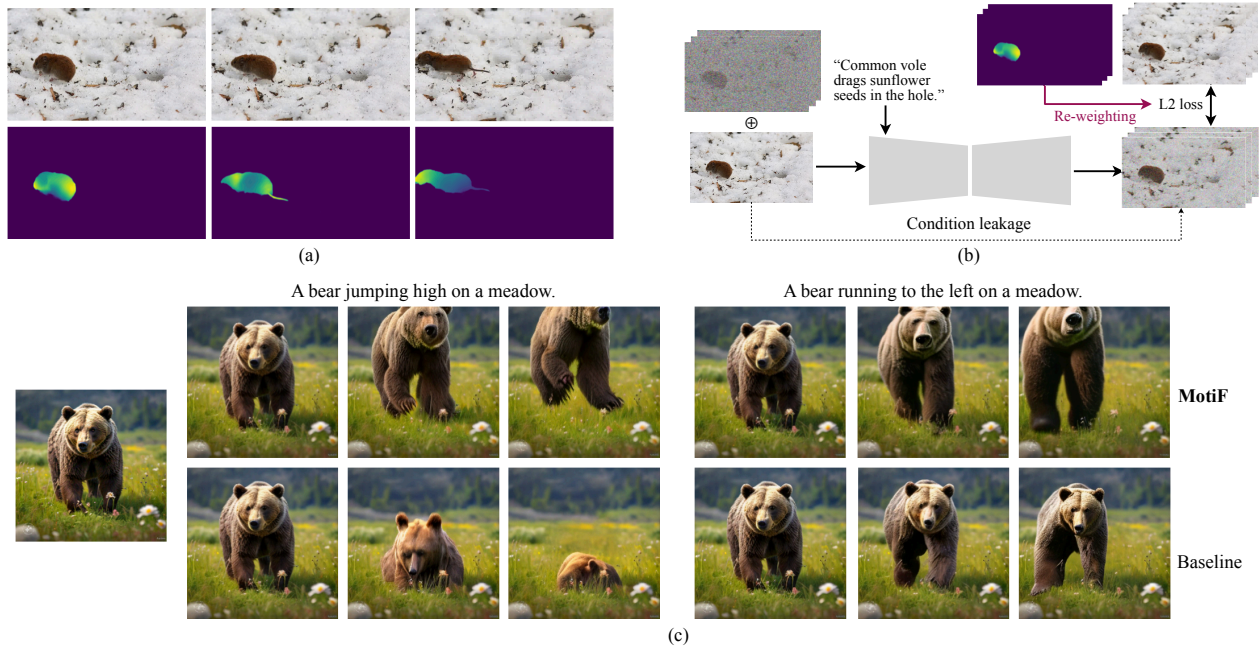 (a)
"Common vole
drags sunflower
seeds in the hole."
⊕
Re-weighting
L2 loss
Condition leakage
(b)
A bear jumping high on a meadow.
A bear running to the left on a meadow.
MotiF
Baseline
(c)